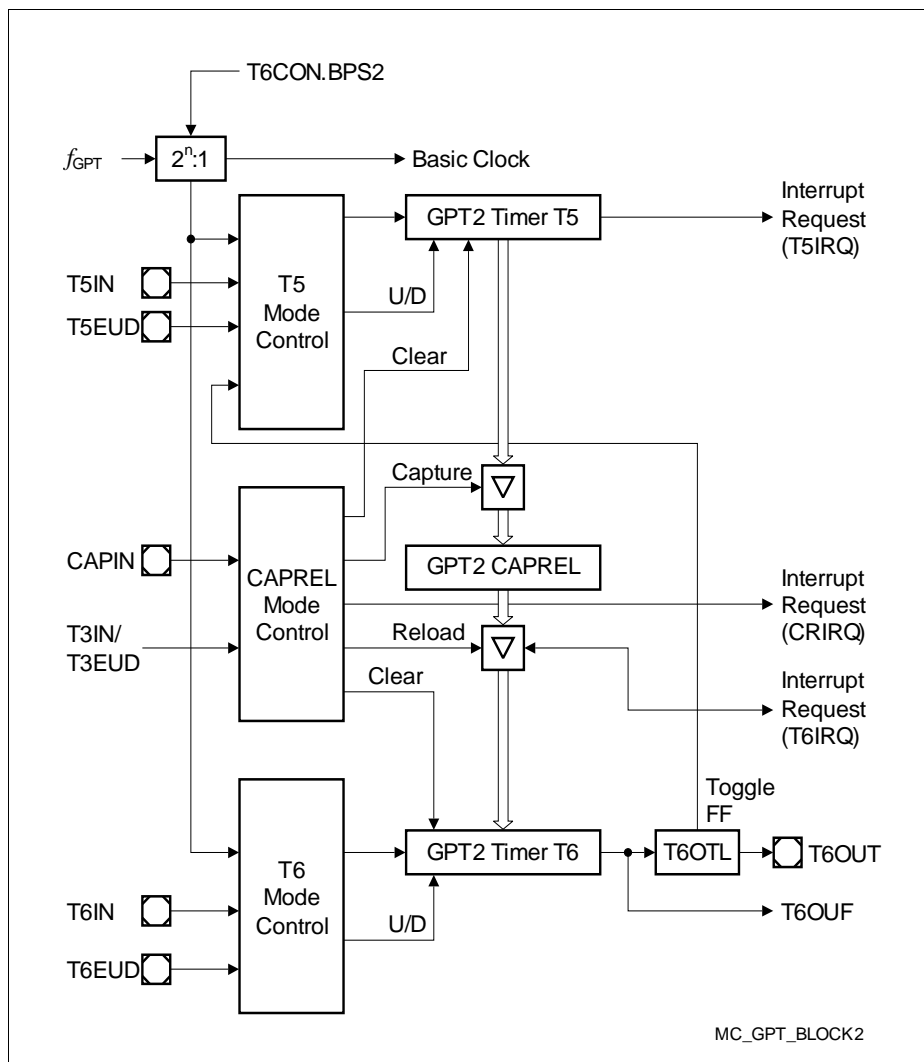 T6CON.BPS2
fGPT
2ⁿ:1
Basic Clock
Interrupt
Request
(T5IRQ)
GPT2 Timer T5
T5IN
T5
Mode
Control
U/D
T5EUD
Clear
Capture
CAPIN
CAPREL
Mode
Control
GPT2 CAPREL
Interrupt
Request
(CRIRQ)
T3IN/
T3EUD
Reload
Clear
Interrupt
Request
(T6IRQ)
Toggle
FF
T6
Mode
Control
GPT2 Timer T6
T6OTL
T6OUT
T6IN
U/D
T6OUF
T6EUD
MC_GPT_BLOCK2